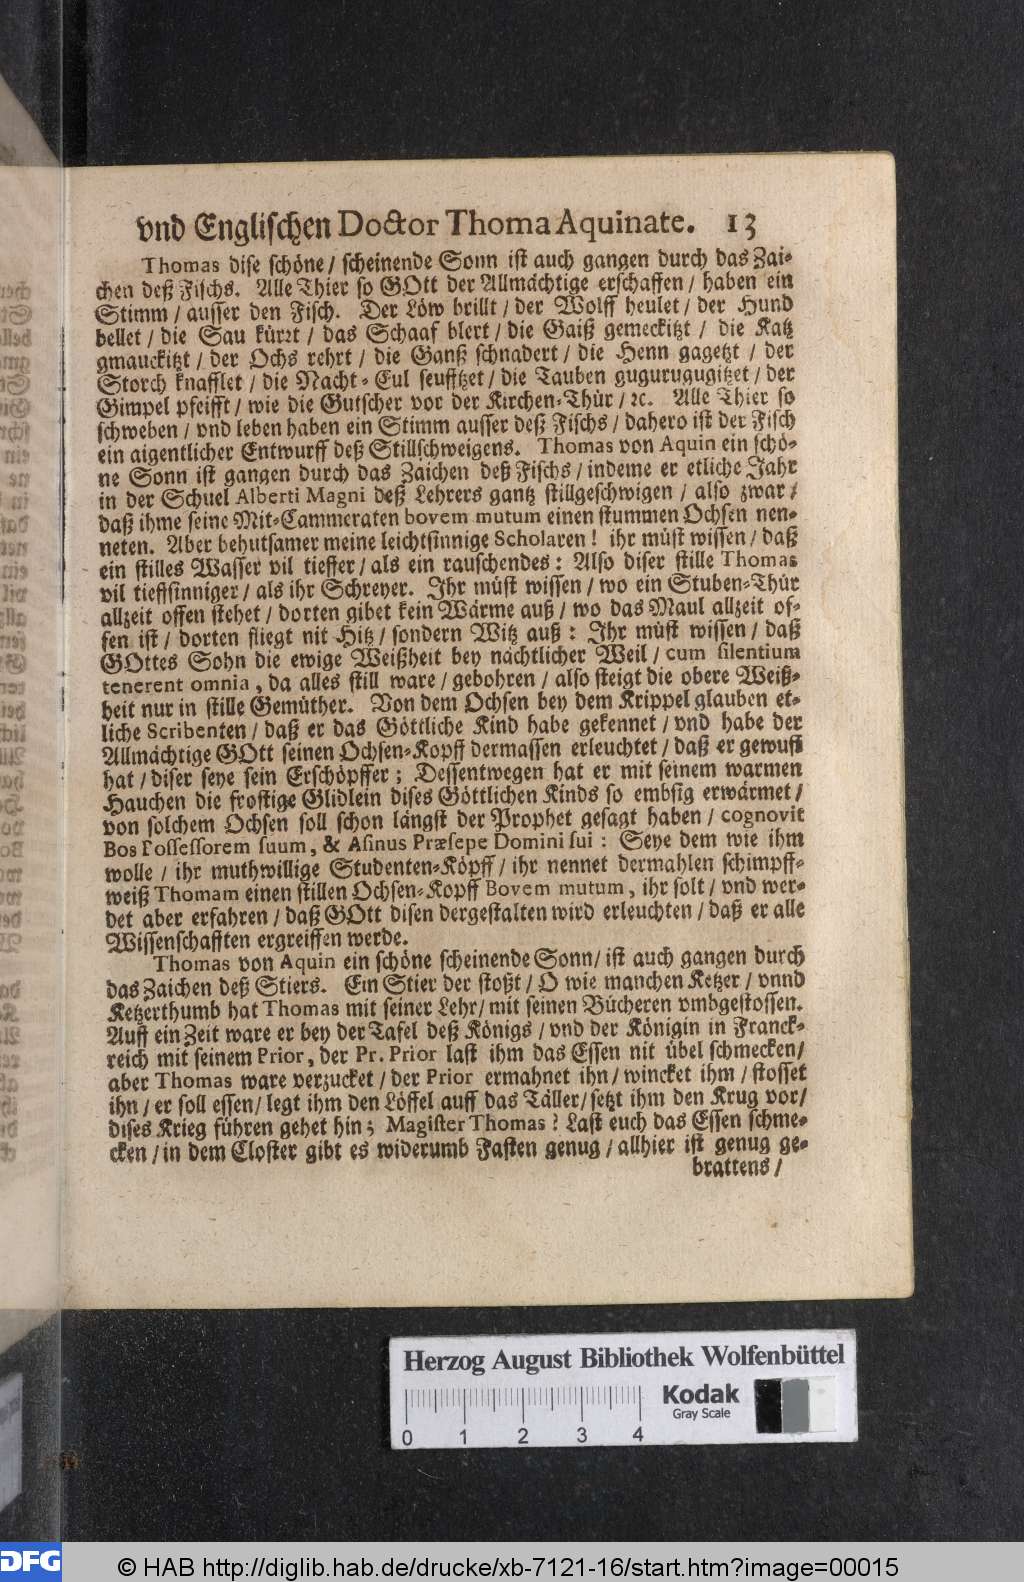 vnd Englischen Doctor Thoma Aquinate. 13
Thomas dise schöne / scheinende Sonn ist auch gangen durch das Zai-
chen deß Fischs. Alle Thier so GOtt der Allmächtige erschaffen / haben ein
Stimm / ausser den Fisch. Der Löw brillt / der Wolff heulet / der Hund
bellet / die Sau kürrt / das Schaaf blert / die Gaiß gemeckitzt / die Katz
gmauckitzt / der Ochs rehrt / die Ganß schnadert / die Henn gagetzt / der
Storch knafflet / die Nacht-Eul seufftzet / die Tauben gugurugugitzet / der
Gimpel pfeifft / wie die Gutscher vor der Kirchen-Thür / ꝛc. Alle Thier so
schweben / vnd leben haben ein Stimm ausser deß Fischs / dahero ist der Fisch
ein aigentlicher Entwurff deß Stillschweigens. Thomas von Aquin ein schö-
ne Sonn ist gangen durch das Zaichen deß Fischs / indeme er etliche Jahr
in der Schuel Alberti Magni deß Lehrers gantz stillgeschwigen / also zwar /
daß ihme seine Mit-Cammeraten bovem mutum einen stummen Ochsen nen-
neten. Aber behutsamer meine leichtsinnige Scholaren! ihr müst wissen / daß
ein stilles Wasser vil tieffer / als ein rauschendes: Also diser stille Thomas
vil tieffsinniger / als ihr Schreyer. Ihr müst wissen / wo ein Stuben-Thür
allzeit offen stehet / dorten gibet kein Wärme auß / wo das Maul allzeit of-
fen ist / dorten fliegt nit Hitz / sondern Witz auß: Ihr müst wissen / daß
GOttes Sohn die ewige Weißheit bey nächtlicher Weil / cum silentium
tenerent omnia, da alles still ware / gebohren / also steigt die obere Weiß-
heit nur in stille Gemüther. Von dem Ochsen bey dem Krippel glauben et-
liche Scribenten / daß er das Göttliche Kind habe gekennet / vnd habe der
Allmächtige GOtt seinen Ochsen-Kopff dermassen erleuchtet / daß er gewust
hat / diser seye sein Erschöpffer; Dessentwegen hat er mit seinem warmen
Hauchen die frostige Glidlein dises Göttlichen Kinds so embsig erwärmet /
von solchem Ochsen soll schon längst der Prophet gesagt haben / cognovit
Bos Possessorem suum, & Asinus Præsepe Domini sui: Seye dem wie ihm
wolle / ihr muthwillige Studenten-Köpff / ihr nennet dermahlen schimpff-
weiß Thomam einen stillen Ochsen-Kopff Bovem mutum, ihr solt / vnd wer-
det aber erfahren / daß GOtt disen dergestalten wird erleuchten / daß er alle
Wissenschafften ergreiffen werde.
Thomas von Aquin ein schöne scheinende Sonn / ist auch gangen durch
das Zaichen deß Stiers. Ein Stier der stoßt / O wie manchen Ketzer / vnnd
Ketzerthumb hat Thomas mit seiner Lehr / mit seinen Bücheren vmbgestossen.
Auff ein Zeit ware er bey der Tafel deß Königs / vnd der Königin in Franck-
reich mit seinem Prior, der Pr. Prior last ihm das Essen nit übel schmecken /
aber Thomas ware verzucket / der Prior ermahnet ihn / wincket ihm / stosset
ihn / er soll essen / legt ihm den Löffel auff das Täller / setzt ihm den Krug vor /
dises Krieg führen gehet hin; Magister Thomas? Last euch das Essen schme-
cken / in dem Closter gibt es widerumb Fasten genug / allhier ist genug ge-
brattens /
Herzog August Bibliothek Wolfenbüttel
Kodak
Gray Scale
0 1 2 3 4
DFG © HAB http://diglib.hab.de/drucke/xb-7121-16/start.htm?image=00015